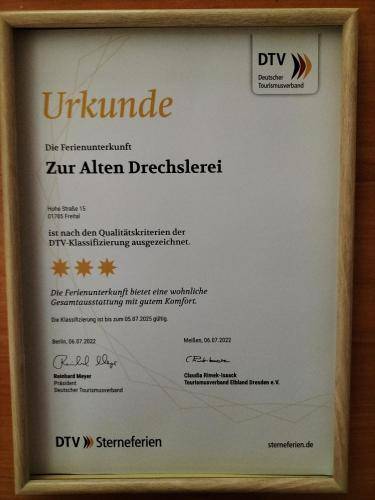 DTV
Deutscher
Tourismusverband
Urkunde
Die Ferienunterkunft
Zur Alten Drechslerei
Hohe Straße 15
01705 Freital
ist nach den Qualitätskriterien der
DTV-Klassifizierung ausgezeichnet.
Die Ferienunterkunft bietet eine wohnliche
Gesamtausstattung mit gutem Komfort.
Die Klassifizierung ist bis zum 05.07.2025 gültig.
Berlin, 06.07.2022
Meißen, 06.07.2022
Reinhard Meyer
Präsident
Deutscher Tourismusverband
Claudia Rimek-Isaack
Tourismusverband Elbland Dresden e.V.
DTV Sterneferien
sterneferien.de